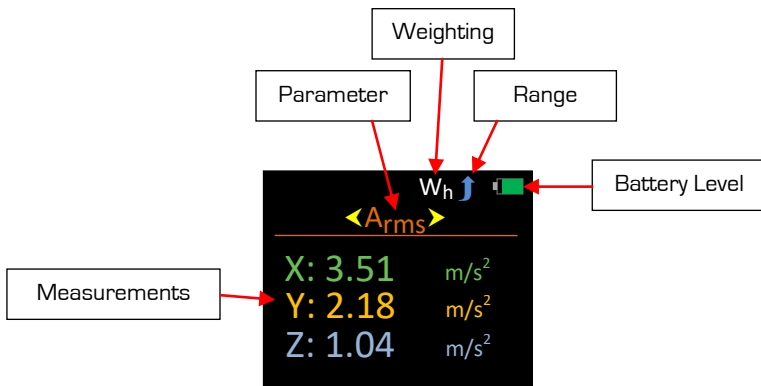 Weighting
Parameter
Range
Wh
Battery Level
Arms
X: 3.51 m/s²
Measurements
Y: 2.18 m/s²
Z: 1.04 m/s²